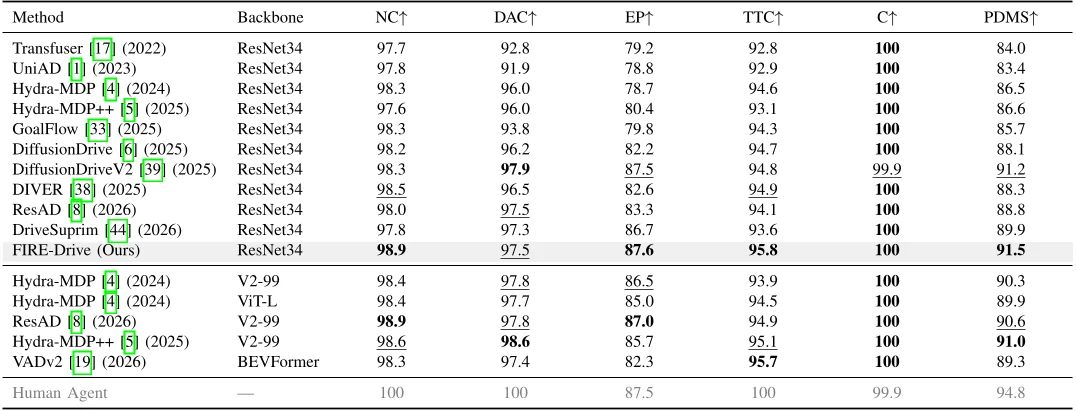 Method Backbone NC↑ DAC↑ EP↑ TTC↑ C↑ PDMS↑
Transfuser [17] (2022) ResNet34 97.7 92.8 79.2 92.8 100 84.0
UniAD [1] (2023) ResNet34 97.8 91.9 78.8 92.9 100 83.4
Hydra-MDP [4] (2024) ResNet34 98.3 96.0 78.7 94.6 100 86.5
Hydra-MDP++ [5] (2025) ResNet34 97.6 96.0 80.4 93.1 100 86.6
GoalFlow [33] (2025) ResNet34 98.3 93.8 79.8 94.3 100 85.7
DiffusionDrive [6] (2025) ResNet34 98.2 96.2 82.2 94.7 100 88.1
DiffusionDriveV2 [39] (2025) ResNet34 98.3 97.9 87.5 94.8 99.9 91.2
DIVER [38] (2025) ResNet34 98.5 96.5 82.6 94.9 100 88.3
ResAD [8] (2026) ResNet34 98.0 97.5 83.3 94.1 100 88.8
DriveSuprim [44] (2026) ResNet34 97.8 97.3 86.7 93.6 100 89.9
FIRE-Drive (Ours) ResNet34 98.9 97.5 87.6 95.8 100 91.5
Hydra-MDP [4] (2024) V2-99 98.4 97.8 86.5 93.9 100 90.3
Hydra-MDP [4] (2024) ViT-L 98.4 97.7 85.0 94.5 100 89.9
ResAD [8] (2026) V2-99 98.9 97.8 87.0 94.9 100 90.6
Hydra-MDP++ [5] (2025) V2-99 98.6 98.6 85.7 95.1 100 91.0
VADv2 [19] (2026) BEVFormer 98.3 97.4 82.3 95.7 100 89.3
Human Agent — 100 100 87.5 100 99.9 94.8